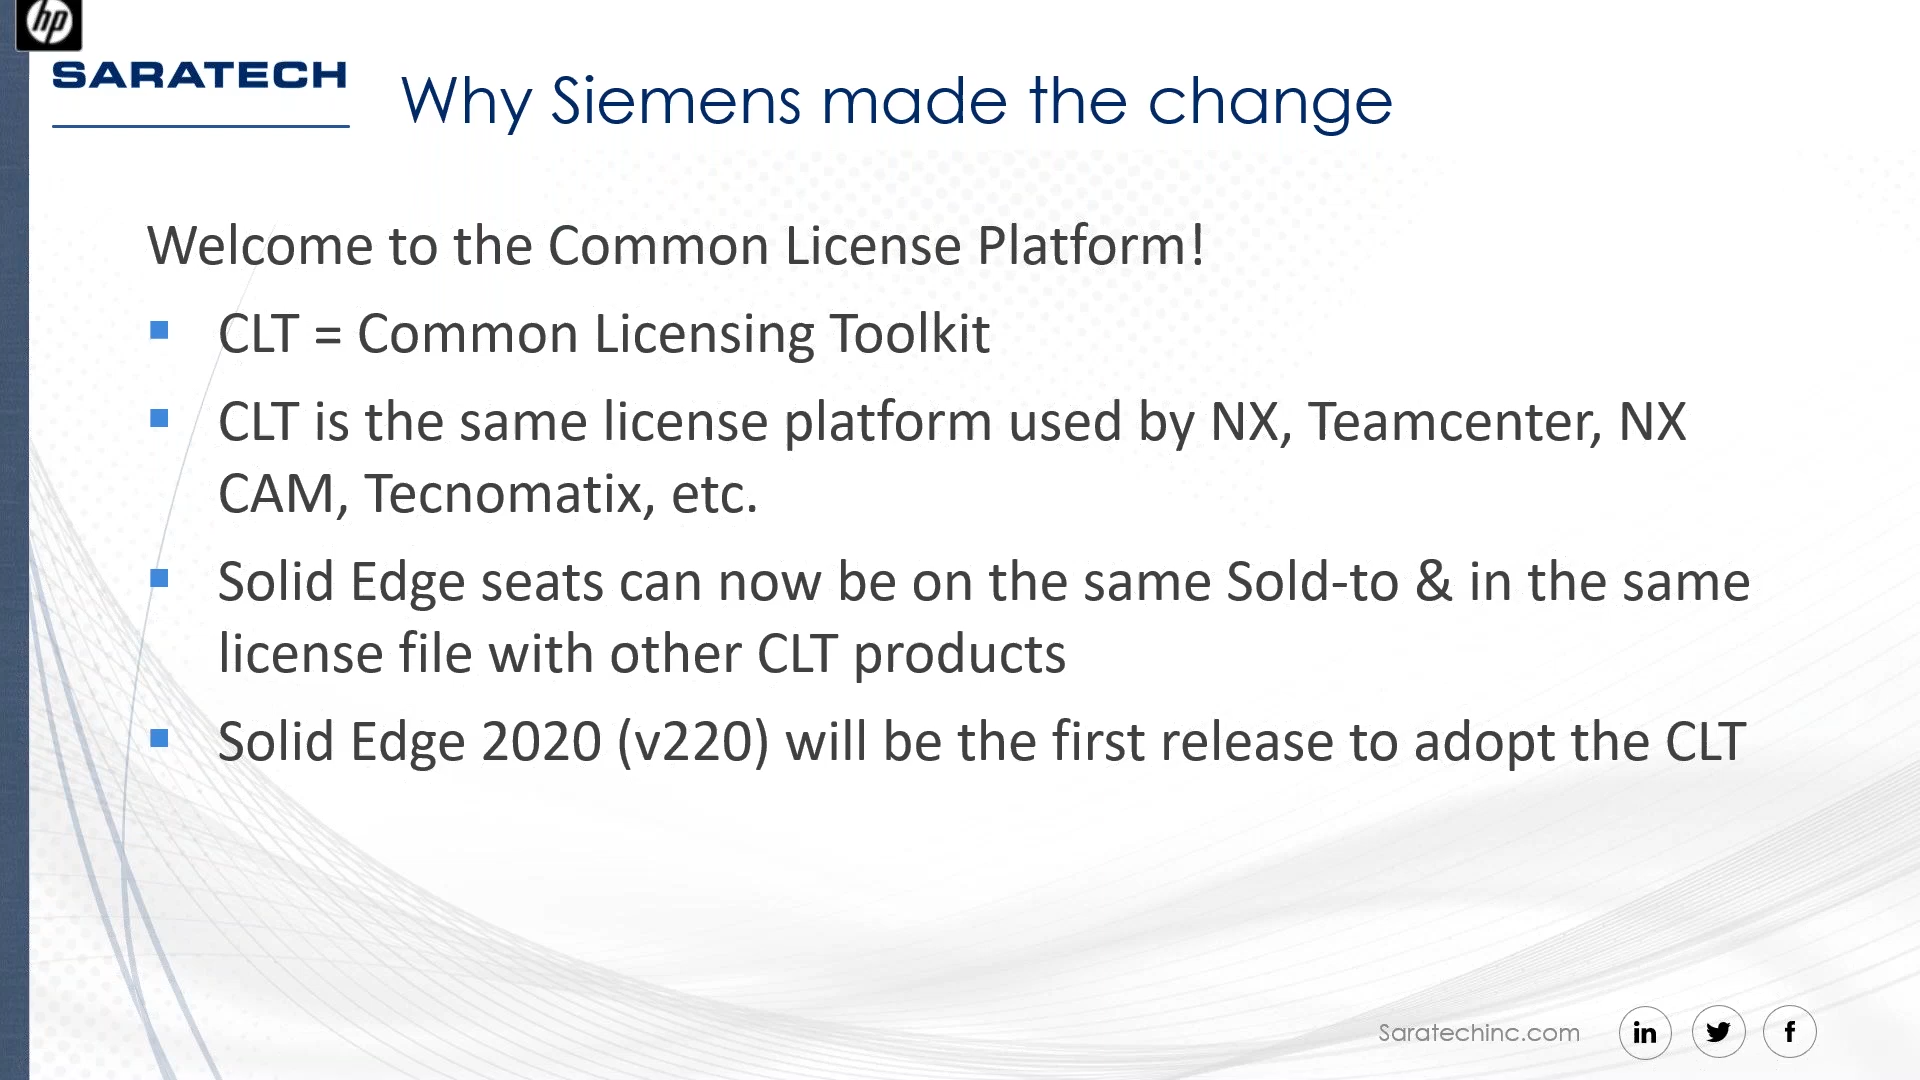 hp
SARATECH
Why Siemens made the change
Welcome to the Common License Platform!
CLT = Common Licensing Toolkit
CLT is the same license platform used by NX, Teamcenter, NX
CAM, Tecnomatix, etc.
Solid Edge seats can now be on the same Sold-to & in the same
license file with other CLT products
Solid Edge 2020 (v220) will be the first release to adopt the CLT
Saratechinc.com
in
f